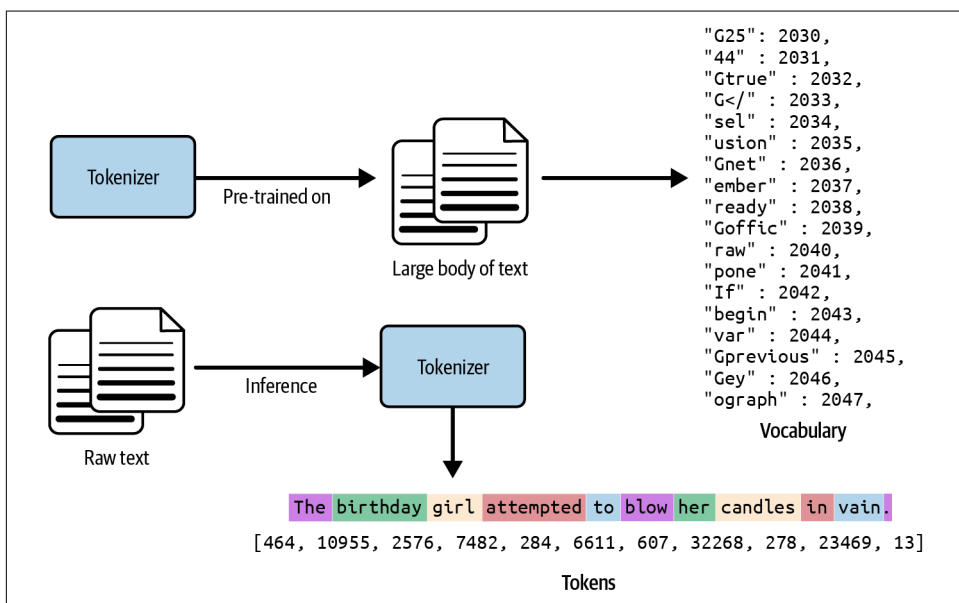 "G25": 2030,
"44" : 2031,
"Gtrue" : 2032,
"G</" : 2033,
"sel" : 2034,
"usion" : 2035,
"Gnet" : 2036,
"ember" : 2037,
"ready" : 2038,
"Goffic" : 2039,
"raw" : 2040,
"pone" : 2041,
"If" : 2042,
"begin" : 2043,
"var" : 2044,
"Gprevious" : 2045,
"Gey" : 2046,
"ograph" : 2047,
Vocabulary
Tokenizer
Pre-trained on
Large body of text
Raw text
Inference
Tokenizer
The birthday girl attempted to blow her candles in vain.
[464, 10955, 2576, 7482, 284, 6611, 607, 32268, 278, 23469, 13]
Tokens